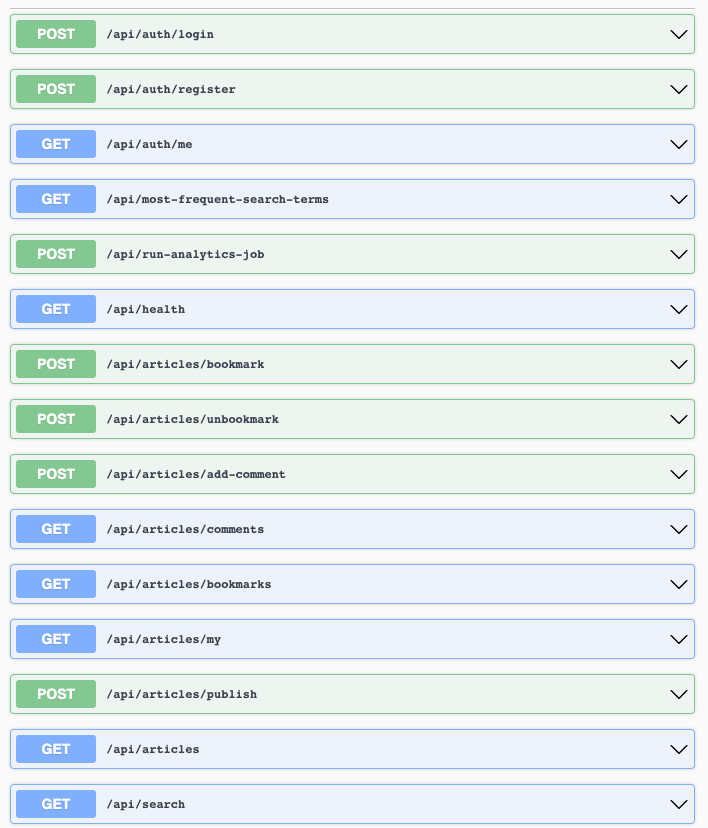 POST /api/auth/login
POST /api/auth/register
GET /api/auth/me
GET /api/most-frequent-search-terms
POST /api/run-analytics-job
GET /api/health
POST /api/articles/bookmark
POST /api/articles/unbookmark
POST /api/articles/add-comment
GET /api/articles/comments
GET /api/articles/bookmarks
GET /api/articles/my
POST /api/articles/publish
GET /api/articles
GET /api/search